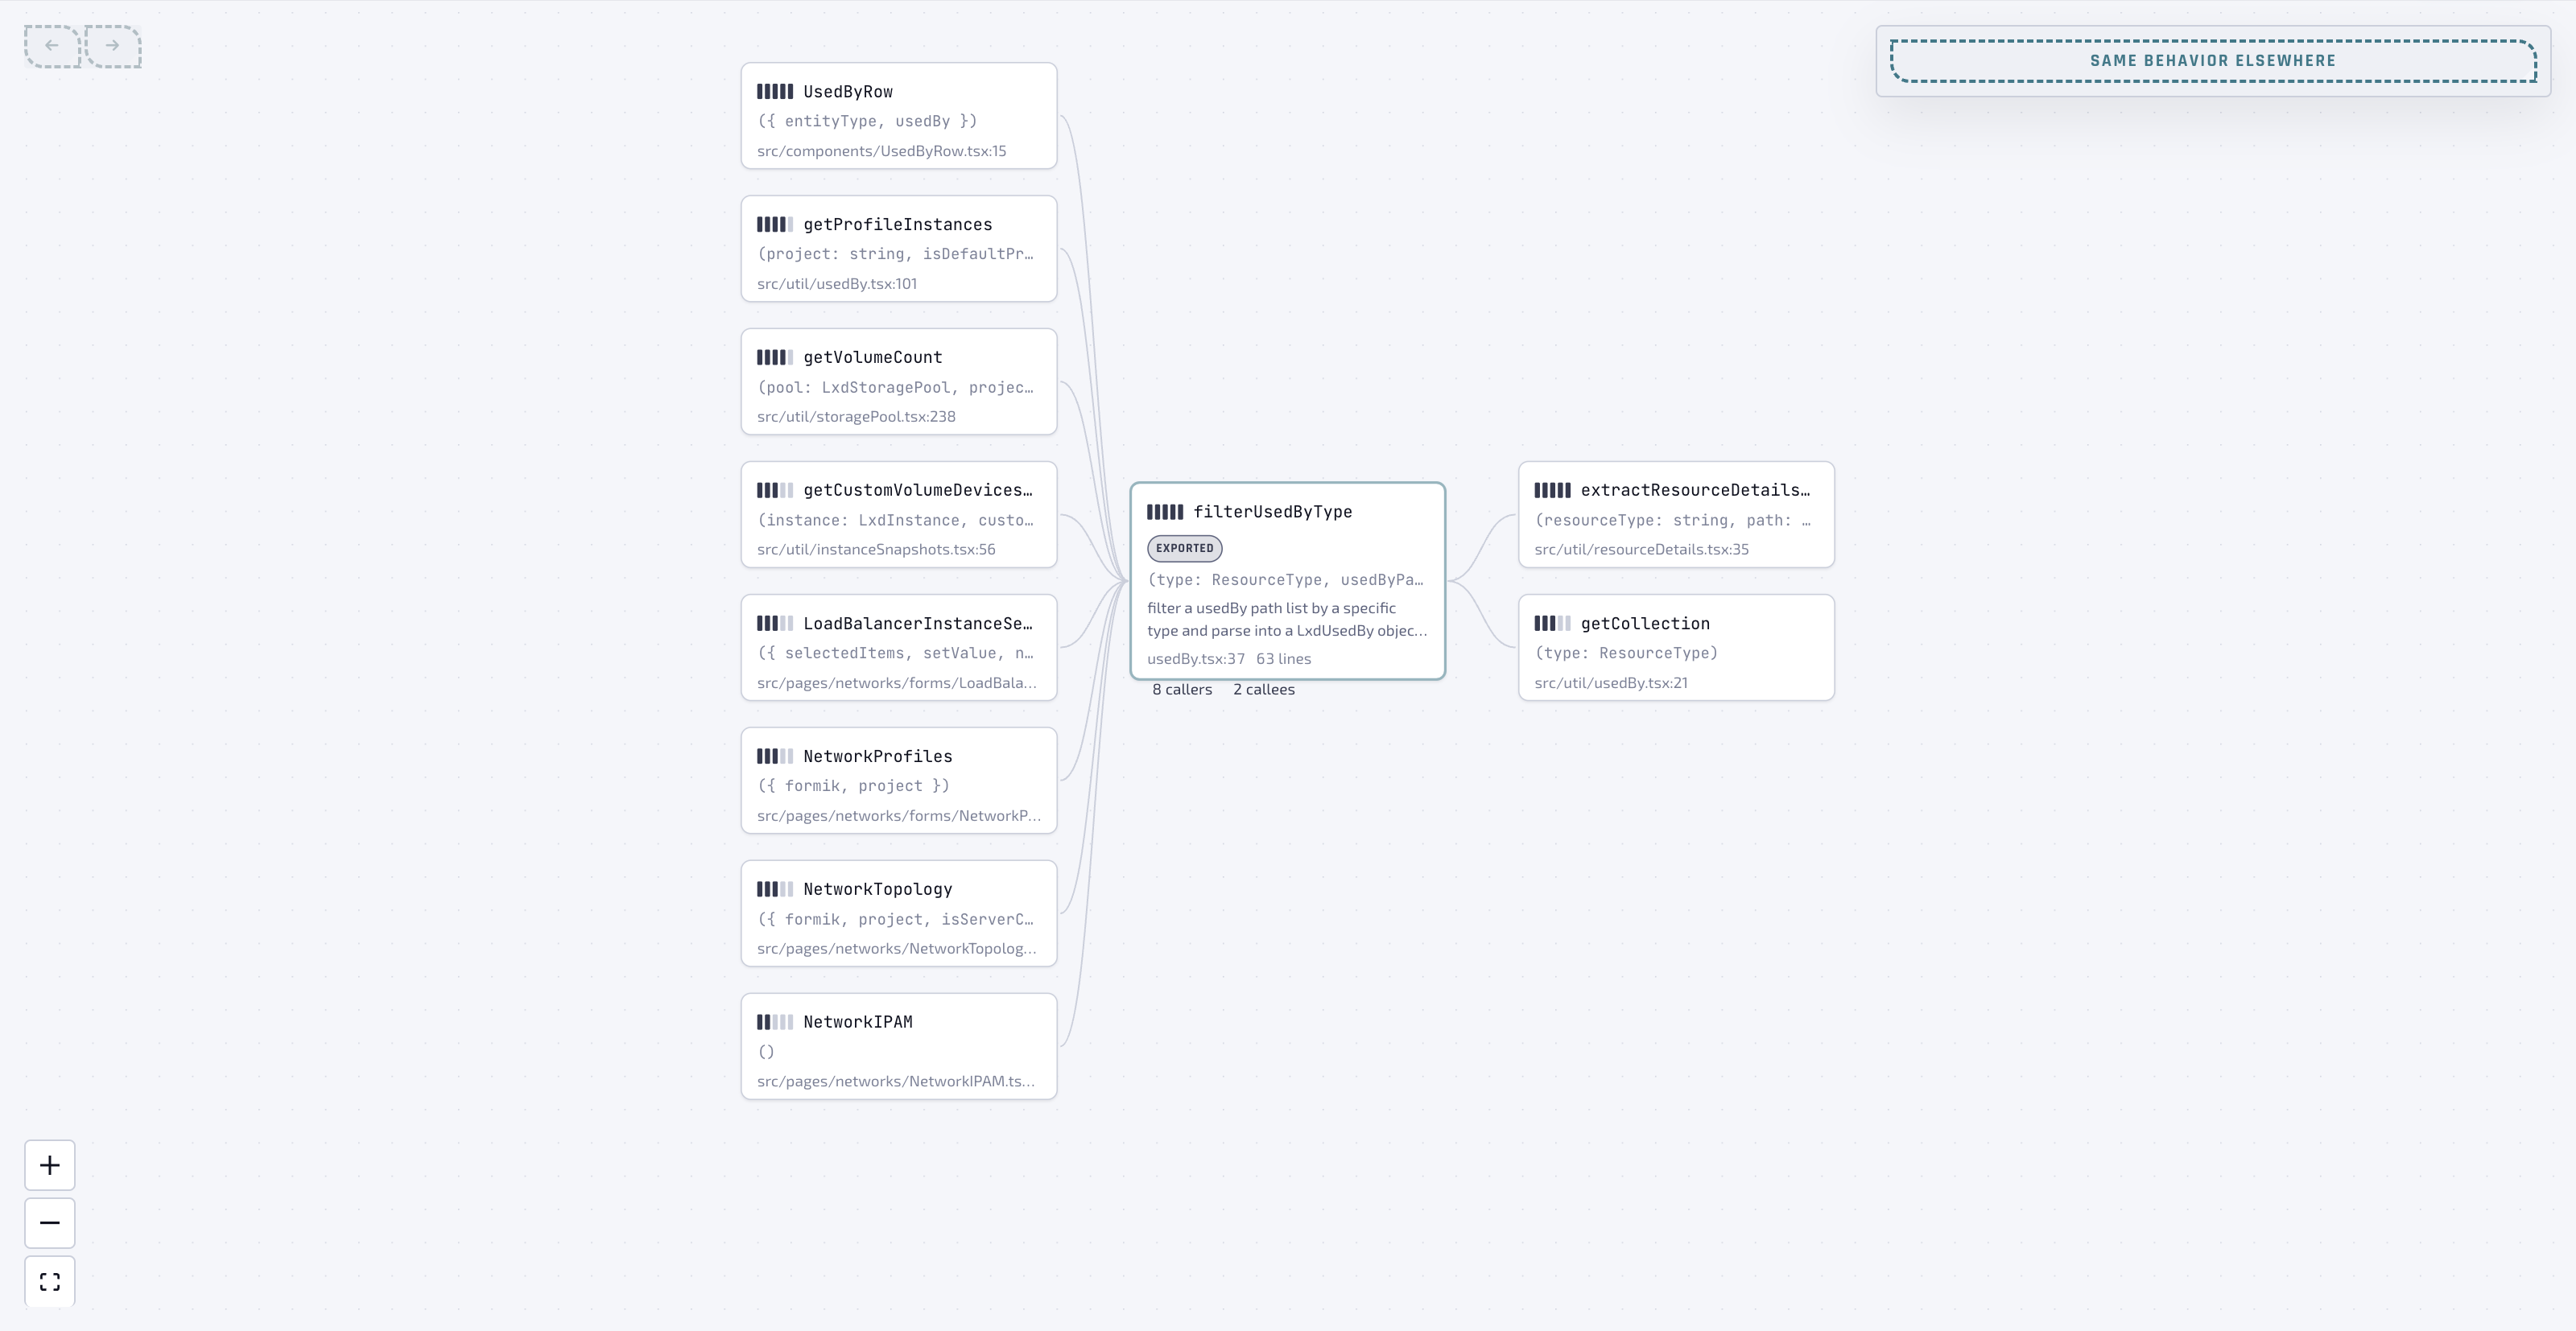 SAME BEHAVIOR ELSEWHERE
UsedByRow
({ entityType, usedBy })
src/components/UsedByRow.tsx:15
getProfileInstances
(project: string, isDefaultPr…
src/util/usedBy.tsx:101
getVolumeCount
(pool: LxdStoragePool, projec…
src/util/storagePool.tsx:238
getCustomVolumeDevices…
(instance: LxdInstance, custo…
src/util/instanceSnapshots.tsx:56
LoadBalancerInstanceSe…
({ selectedItems, setValue, n…
src/pages/networks/forms/LoadBala…
NetworkProfiles
({ formik, project })
src/pages/networks/forms/NetworkP…
NetworkTopology
({ formik, project, isServerC…
src/pages/networks/NetworkTopolog…
NetworkIPAM
()
src/pages/networks/NetworkIPAM.ts…
filterUsedByType
EXPORTED
(type: ResourceType, usedByPa…
filter a usedBy path list by a specific
type and parse into a LxdUsedBy objec…
usedBy.tsx:37 63 lines
8 callers 2 callees
extractResourceDetails…
(resourceType: string, path: …
src/util/resourceDetails.tsx:35
getCollection
(type: ResourceType)
src/util/usedBy.tsx:21